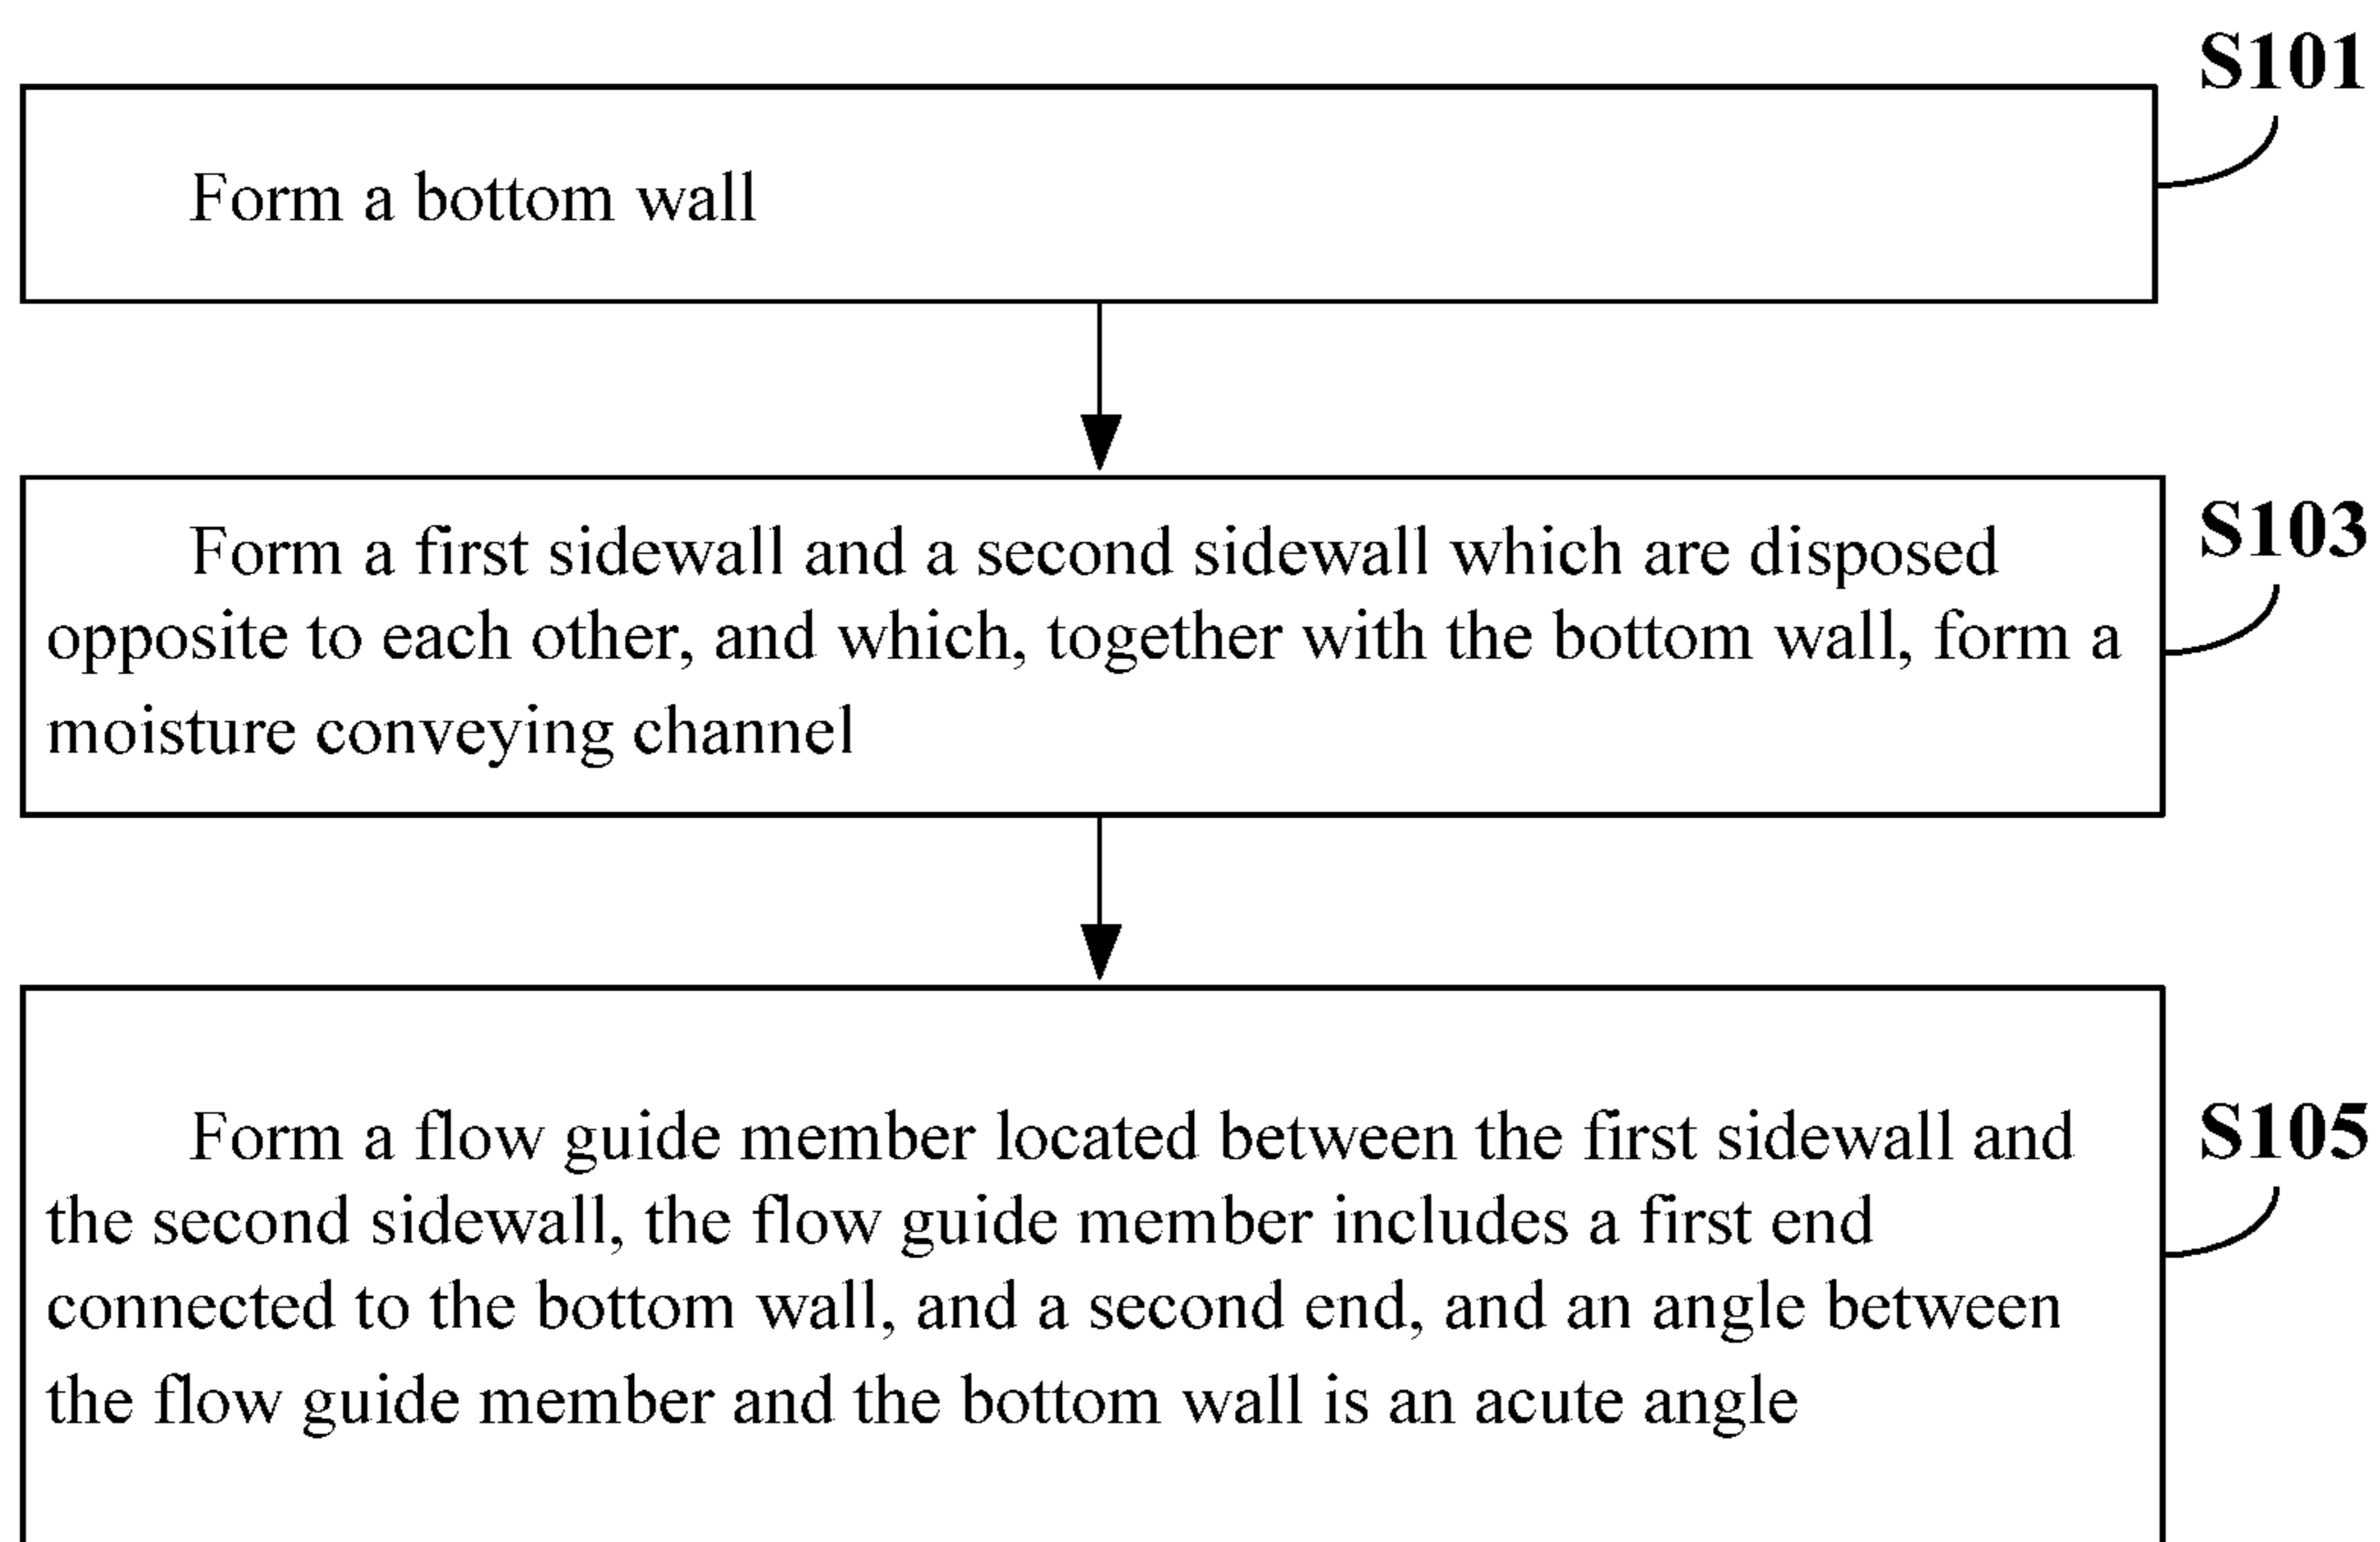 S101
Form a bottom wall
Form a first sidewall and a second sidewall which are disposed
opposite to each other, and which, together with the bottom wall, form a
moisture conveying channel
S103
Form a flow guide member located between the first sidewall and
the second sidewall, the flow guide member includes a first end
connected to the bottom wall, and a second end, and an angle between
the flow guide member and the bottom wall is an acute angle
S105